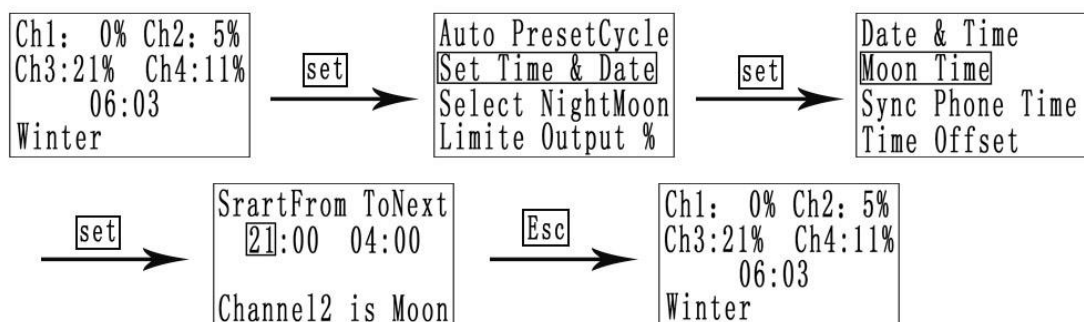 Ch1: 0% Ch2: 5%
Ch3:21% Ch4:11%
06:03
Winter
set
Auto PresetCycle
Set Time & Date
Select NightMoon
Limite Output %
set
Date & Time
Moon Time
Sync Phone Time
Time Offset
set
SrartFrom ToNext
21:00 04:00
Channel2 is Moon
Esc
Ch1: 0% Ch2: 5%
Ch3:21% Ch4:11%
06:03
Winter